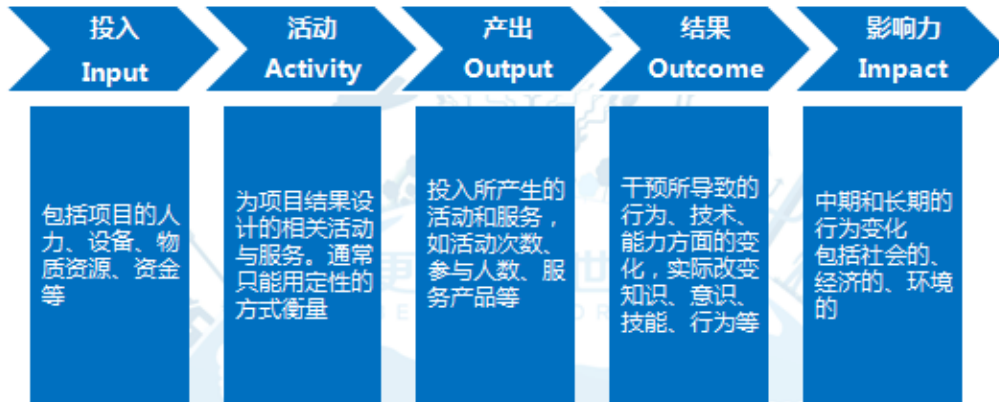 投入
Input
活动
Activity
产出
Output
结果
Outcome
影响力
Impact
包括项目的人
力、设备、物
质资源、资金
等
为项目结果设
计的相关活动
与服务。通常
只能用定性的
方式衡量
投入所产生的
活动和服务，
如活动次数、
参与人数、服
务产品等
干预所导致的
行为、技术、
能力方面的变
化，实际改变
知识、意识、
技能、行为等
中期和长期的
行为变化
包括社会的、
经济的、环境
的